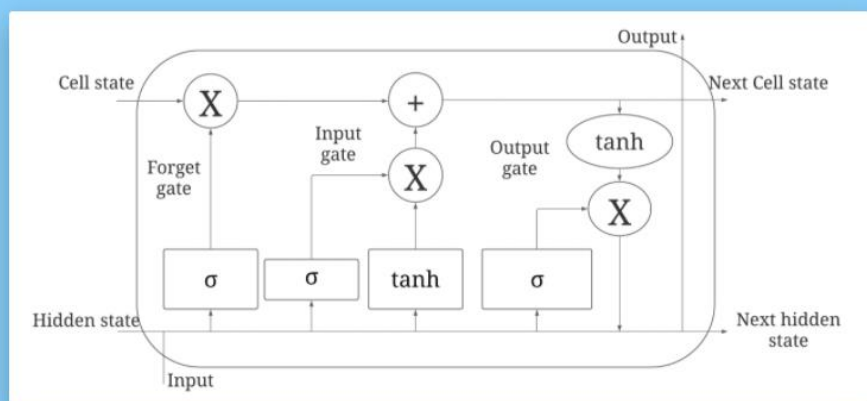 Output
Cell state
X
+
Next Cell state
Input
gate
Output
gate
tanh
Forget
gate
X
X
σ
σ
tanh
σ
Hidden state
Next hidden
state
Input